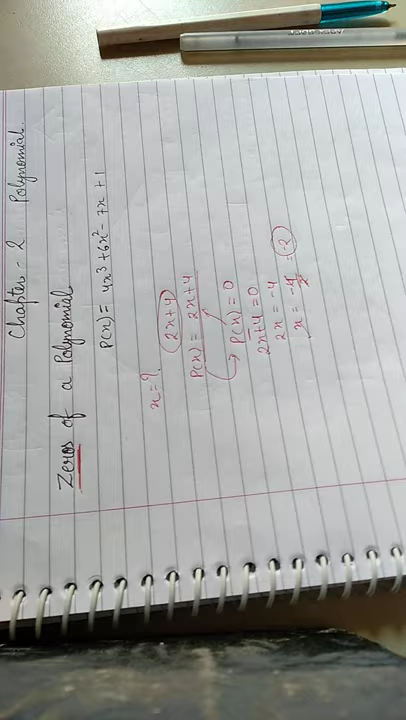 Chapter - 2 Polynomial.
Zeros of a Polynomial
P(x) = 4x³ + 6x² - 7x + 1
x = ?
(2x+4)
P(x) = 2x+4
P(x) = 0
2x+4 = 0
2x = -4
x = -4/2 = -2